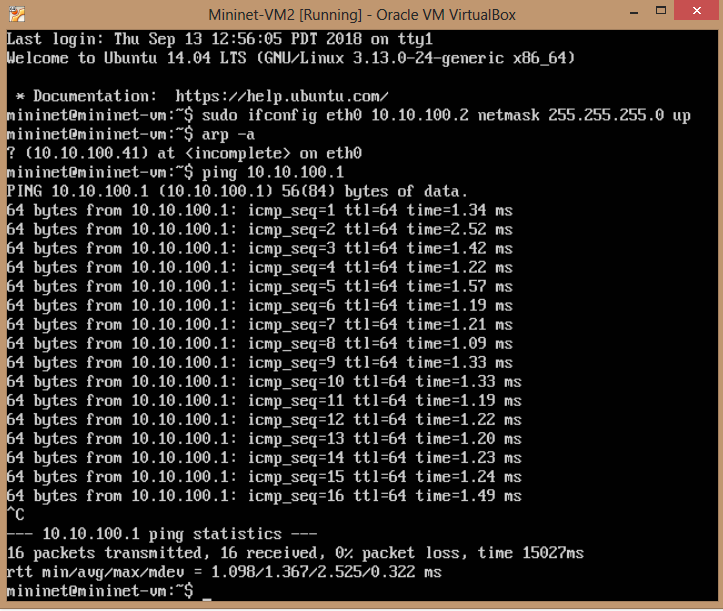 Mininet-VM2 [Running] - Oracle VM VirtualBox
Last login: Thu Sep 13 12:56:05 PDT 2018 on tty1
Welcome to Ubuntu 14.04 LTS (GNU/Linux 3.13.0-24-generic x86_64)
* Documentation:  https://help.ubuntu.com/
mininet@mininet-vm:~$ sudo ifconfig eth0 10.10.100.2 netmask 255.255.255.0 up
mininet@mininet-vm:~$ arp -a
? (10.10.100.41) at <incomplete> on eth0
mininet@mininet-vm:~$ ping 10.10.100.1
PING 10.10.100.1 (10.10.100.1) 56(84) bytes of data.
64 bytes from 10.10.100.1: icmp_seq=1 ttl=64 time=1.34 ms
64 bytes from 10.10.100.1: icmp_seq=2 ttl=64 time=2.52 ms
64 bytes from 10.10.100.1: icmp_seq=3 ttl=64 time=1.42 ms
64 bytes from 10.10.100.1: icmp_seq=4 ttl=64 time=1.22 ms
64 bytes from 10.10.100.1: icmp_seq=5 ttl=64 time=1.57 ms
64 bytes from 10.10.100.1: icmp_seq=6 ttl=64 time=1.19 ms
64 bytes from 10.10.100.1: icmp_seq=7 ttl=64 time=1.21 ms
64 bytes from 10.10.100.1: icmp_seq=8 ttl=64 time=1.09 ms
64 bytes from 10.10.100.1: icmp_seq=9 ttl=64 time=1.33 ms
64 bytes from 10.10.100.1: icmp_seq=10 ttl=64 time=1.33 ms
64 bytes from 10.10.100.1: icmp_seq=11 ttl=64 time=1.19 ms
64 bytes from 10.10.100.1: icmp_seq=12 ttl=64 time=1.22 ms
64 bytes from 10.10.100.1: icmp_seq=13 ttl=64 time=1.20 ms
64 bytes from 10.10.100.1: icmp_seq=14 ttl=64 time=1.23 ms
64 bytes from 10.10.100.1: icmp_seq=15 ttl=64 time=1.24 ms
64 bytes from 10.10.100.1: icmp_seq=16 ttl=64 time=1.49 ms
^C
--- 10.10.100.1 ping statistics ---
16 packets transmitted, 16 received, 0% packet loss, time 15027ms
rtt min/avg/max/mdev = 1.098/1.367/2.525/0.322 ms
mininet@mininet-vm:~$ _